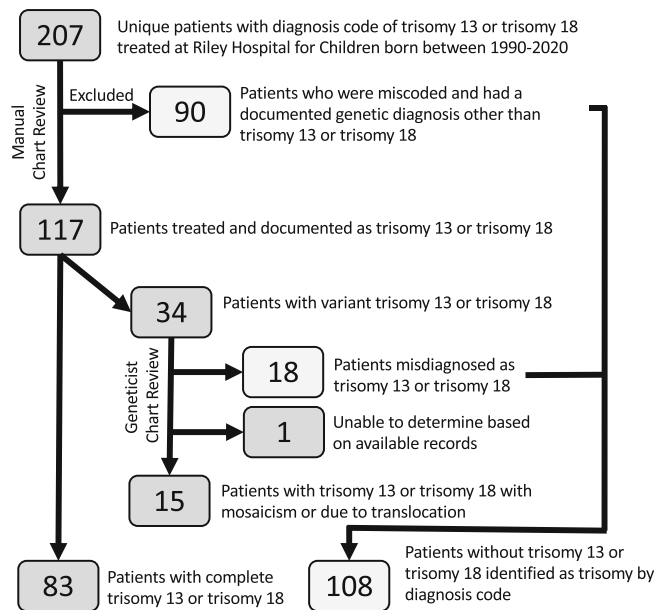 207
Unique patients with diagnosis code of trisomy 13 or trisomy 18
treated at Riley Hospital for Children born between 1990-2020
Manual
Chart Review
Excluded
90
Patients who were miscoded and had a
documented genetic diagnosis other than
trisomy 13 or trisomy 18
117
Patients treated and documented as trisomy 13 or trisomy 18
34
Patients with variant trisomy 13 or trisomy 18
Geneticist
Chart Review
18
Patients misdiagnosed as
trisomy 13 or trisomy 18
1
Unable to determine based
on available records
15
Patients with trisomy 13 or trisomy 18 with
mosaicism or due to translocation
83
Patients with complete
trisomy 13 or trisomy 18
108
Patients without trisomy 13 or
trisomy 18 identified as trisomy by
diagnosis code